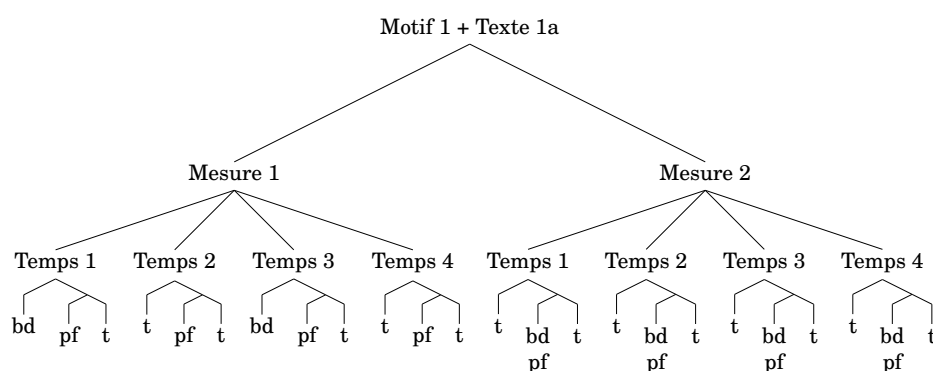 Motif 1 + Texte 1a
Mesure 1 Mesure 2
Temps 1 Temps 2 Temps 3 Temps 4 Temps 1 Temps 2 Temps 3 Temps 4
bd pf t t pf t bd pf t t pf t t bd t t bd t t bd t t bd t
pf pf pf pf